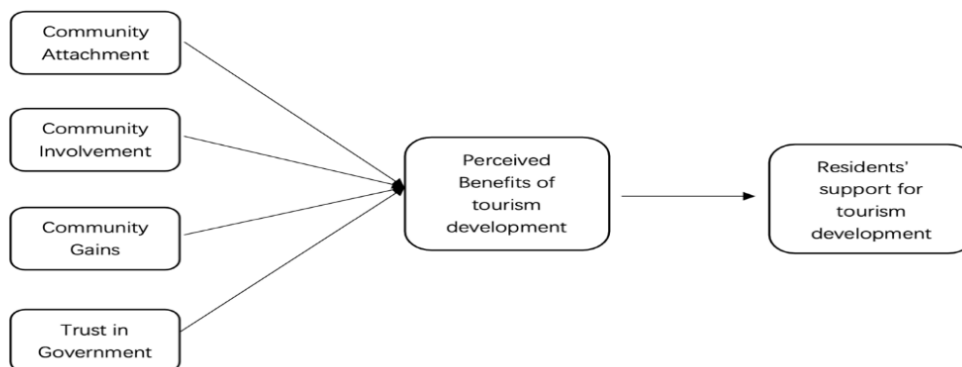 Community
Attachment
Community
Involvement
Community
Gains
Trust in
Government
Perceived
Benefits of
tourism
development
Residents'
support for
tourism
development